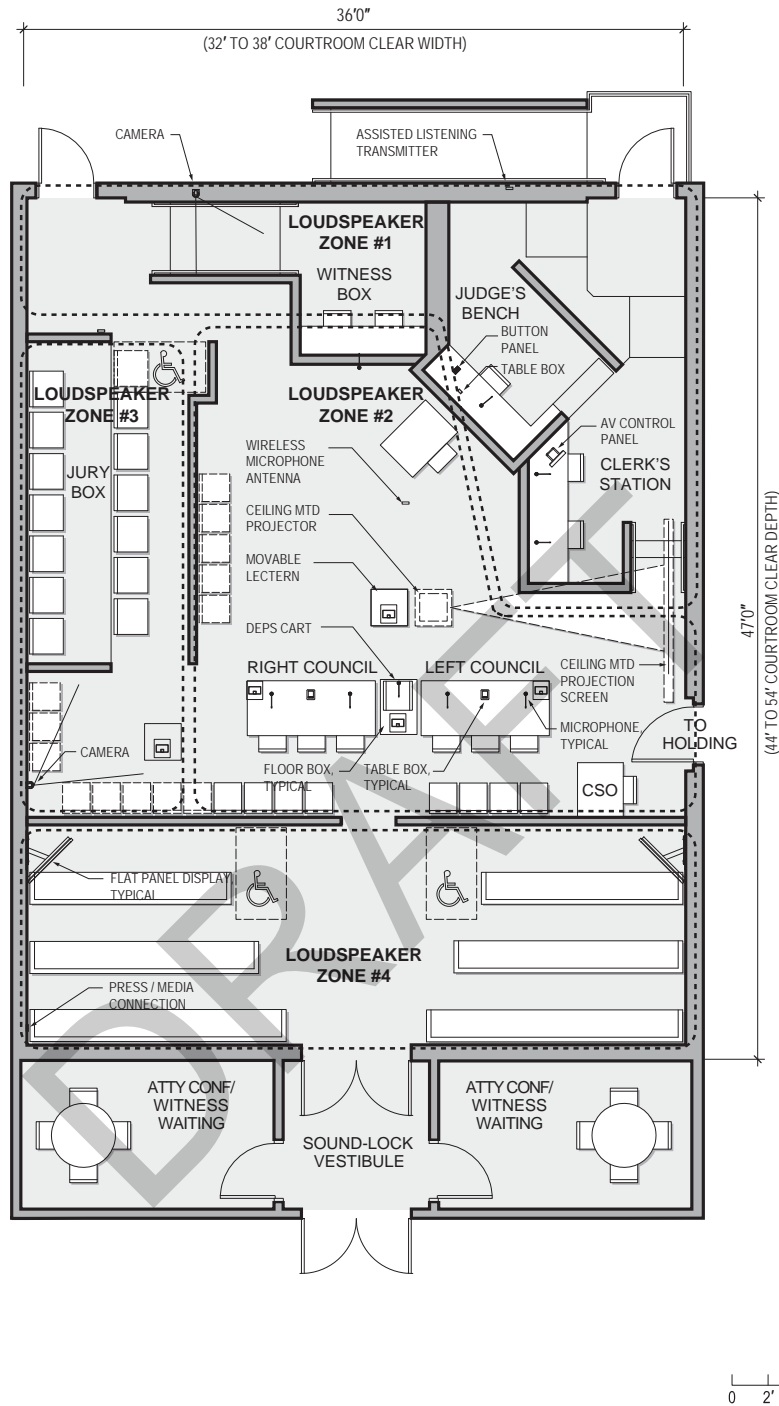 36'0"
(32' TO 38' COURTROOM CLEAR WIDTH)
CAMERA
ASSISTED LISTENING
TRANSMITTER
LOUDSPEAKER
ZONE #1
WITNESS
BOX
JUDGE'S
BENCH
BUTTON
PANEL
TABLE BOX
LOUDSPEAKER
ZONE #3
LOUDSPEAKER
ZONE #2
AV CONTROL
PANEL
CLERK'S
STATION
JURY
BOX
WIRELESS
MICROPHONE
ANTENNA
CEILING MTD
PROJECTOR
MOVABLE
LECTERN
DEPS CART
RIGHT COUNCIL
LEFT COUNCIL
CEILING MTD
PROJECTION
SCREEN
47'0"
(44' TO 54' COURTROOM CLEAR DEPTH)
MICROPHONE,
TYPICAL
TO
HOLDING
CAMERA
FLOOR BOX,
TYPICAL
TABLE BOX,
TYPICAL
CSO
FLAT PANEL DISPLAY
TYPICAL
LOUDSPEAKER
ZONE #4
PRESS / MEDIA
CONNECTION
ATTY CONF/
WITNESS
WAITING
ATTY CONF/
WITNESS
WAITING
SOUND-LOCK
VESTIBULE
DRAFT
0 2'